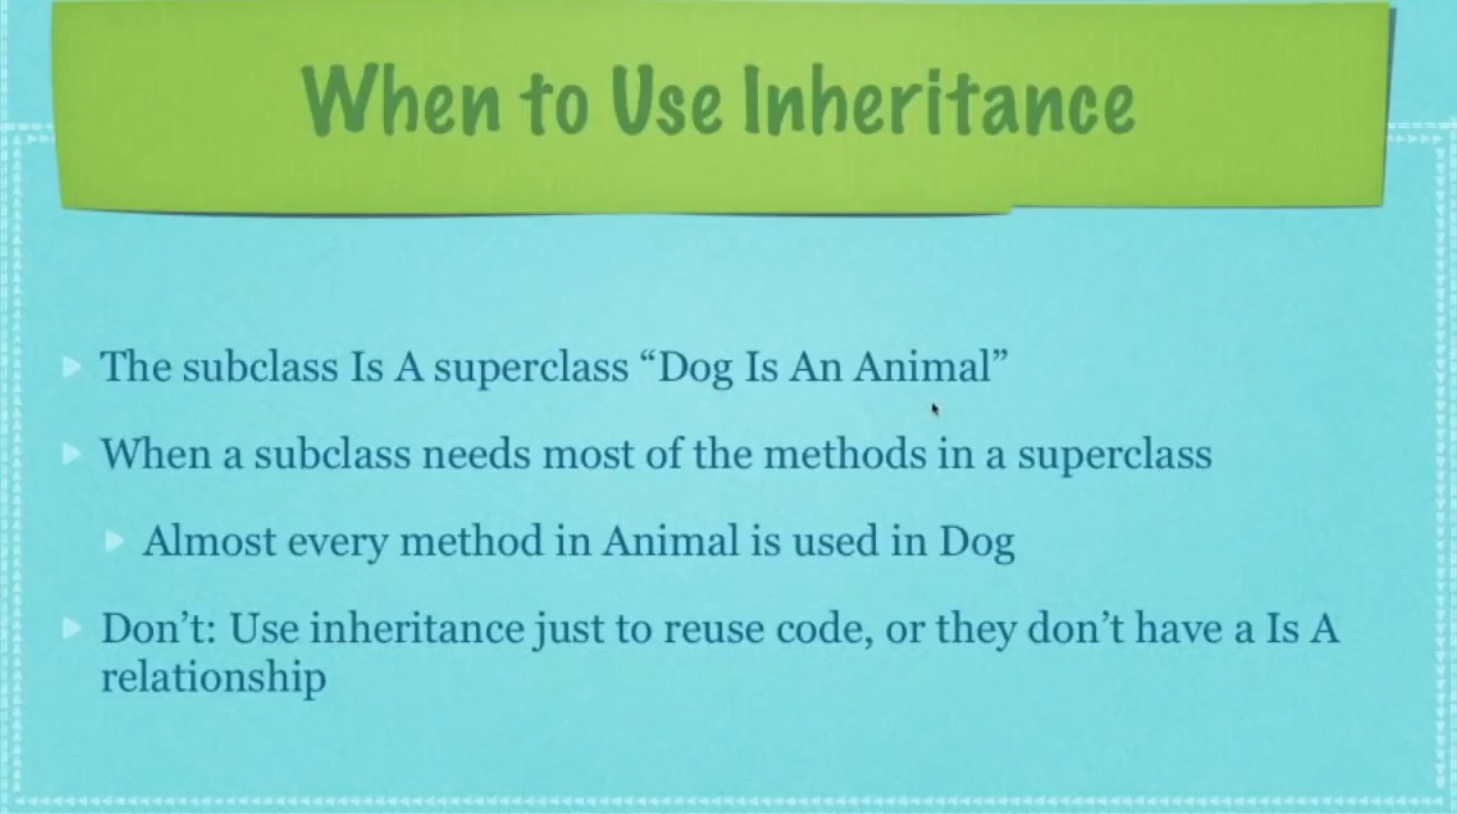 When to Use Inheritance
The subclass Is A superclass “Dog Is An Animal”
When a subclass needs most of the methods in a superclass
Almost every method in Animal is used in Dog
Don’t: Use inheritance just to reuse code, or they don’t have a Is A
relationship